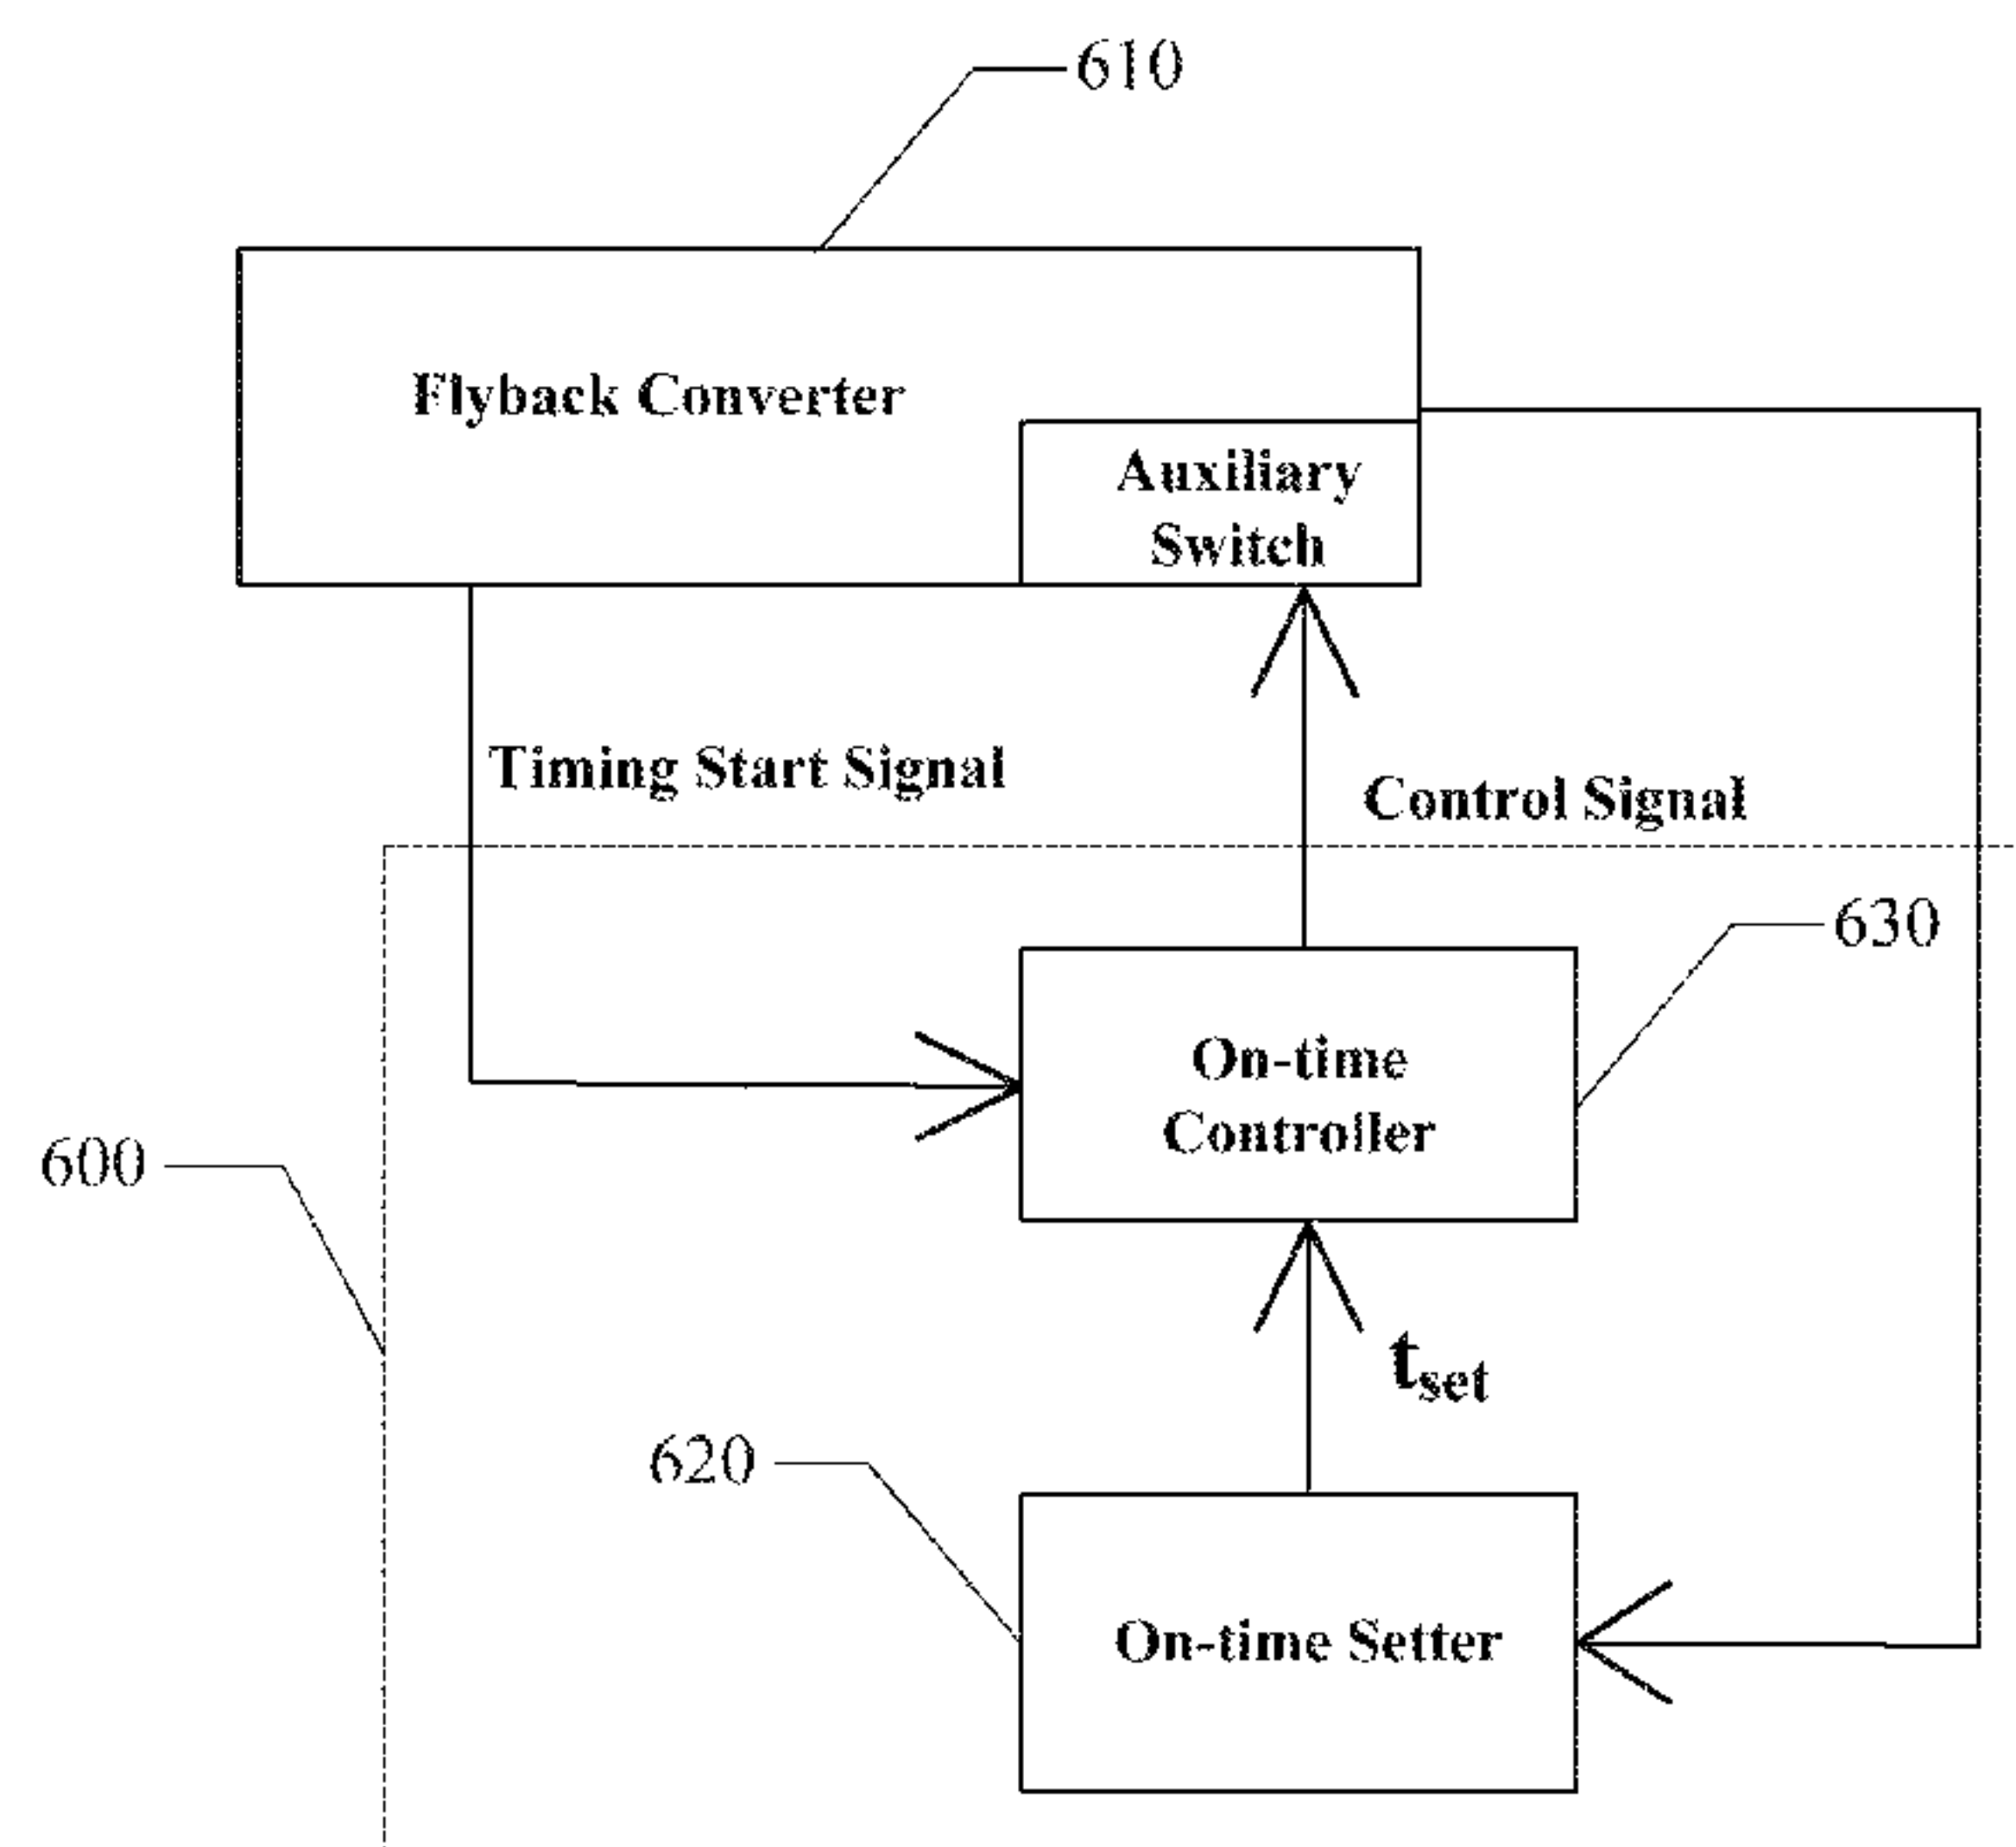 610
Flyback Converter
Auxiliary
Switch
Timing Start Signal
Control Signal
630
On-time
Controller
600
t_set
620
On-time Setter